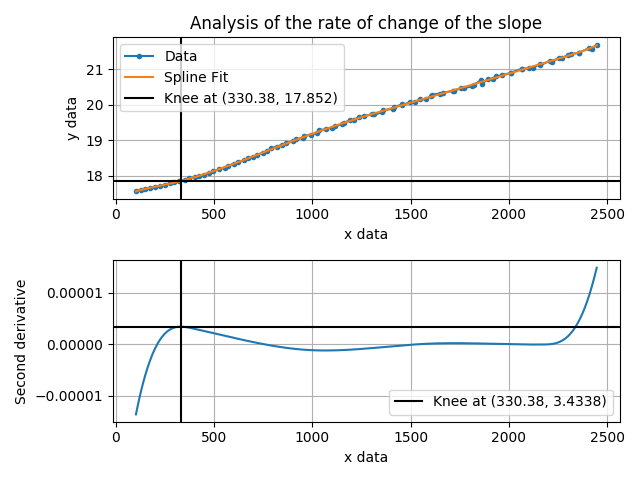 Analysis of the rate of change of the slope
Data
Spline Fit
Knee at (330.38, 17.852)
y data
21
20
19
18
0 500 1000 1500 2000 2500
x data
Second derivative
0.00001
0.00000
−0.00001
Knee at (330.38, 3.4338)
0 500 1000 1500 2000 2500
x data